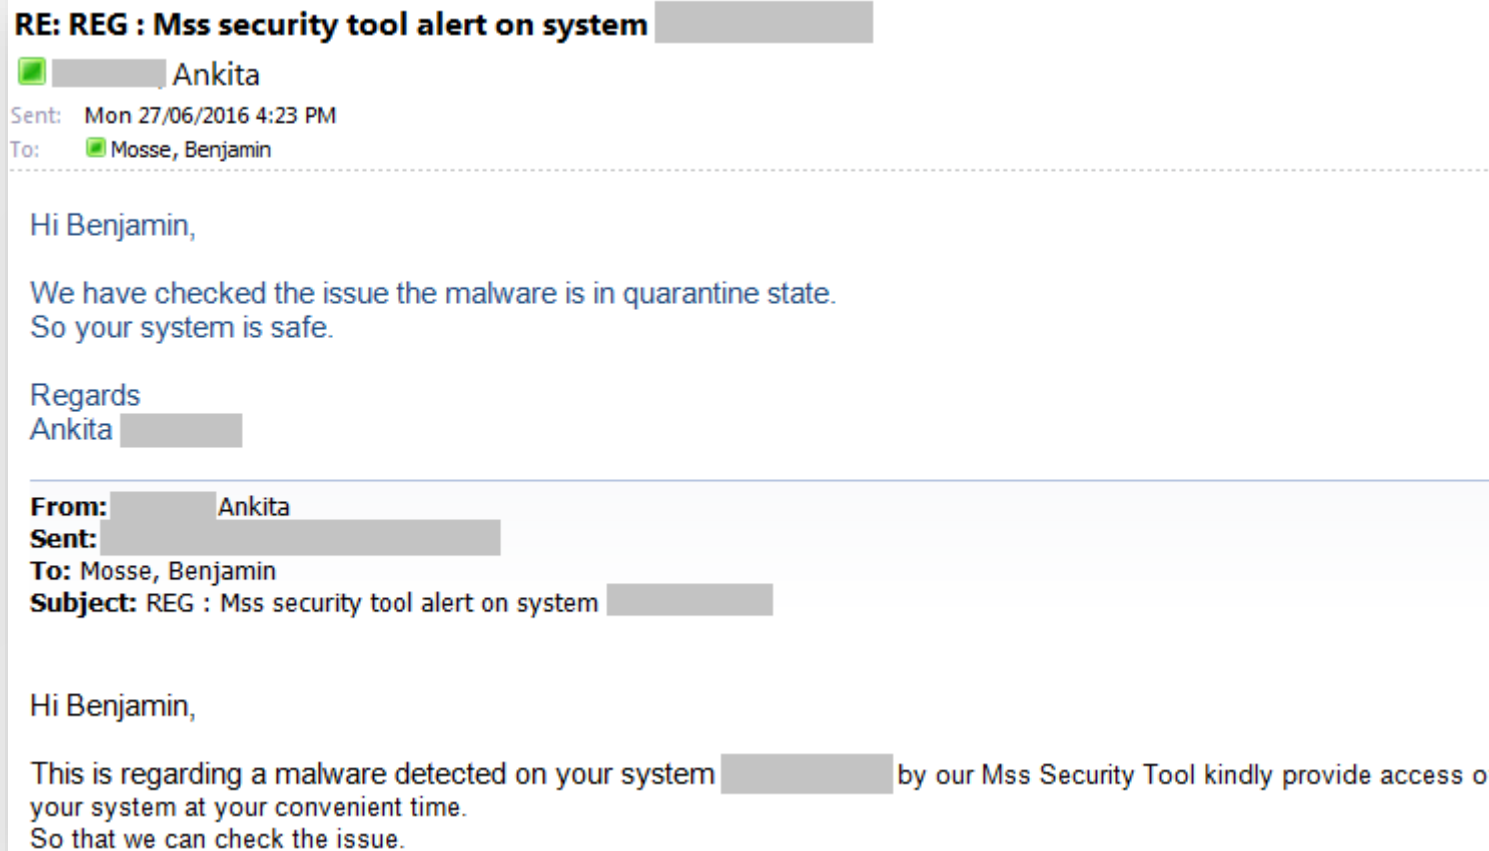 RE: REG : Mss security tool alert on system
Ankita
Sent: Mon 27/06/2016 4:23 PM
To: Mosse, Benjamin
Hi Benjamin,
We have checked the issue the malware is in quarantine state.
So your system is safe.
Regards
Ankita
From: Ankita
Sent:
To: Mosse, Benjamin
Subject: REG : Mss security tool alert on system
Hi Benjamin,
This is regarding a malware detected on your system by our Mss Security Tool kindly provide access
your system at your convenient time.
So that we can check the issue.